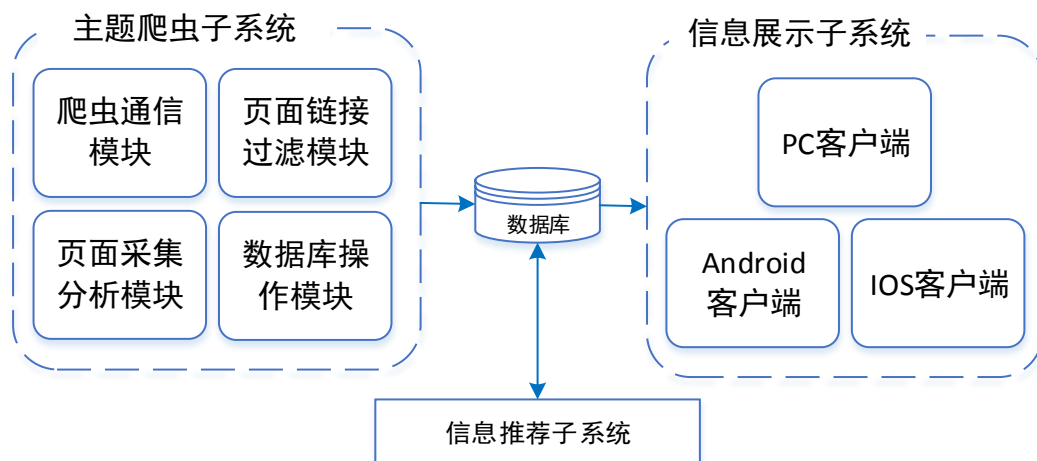 主题爬虫子系统
爬虫通信
模块
页面链接
过滤模块
页面采集
分析模块
数据库操
作模块
数据库
信息展示子系统
PC客户端
Android
客户端
IOS客户端
信息推荐子系统